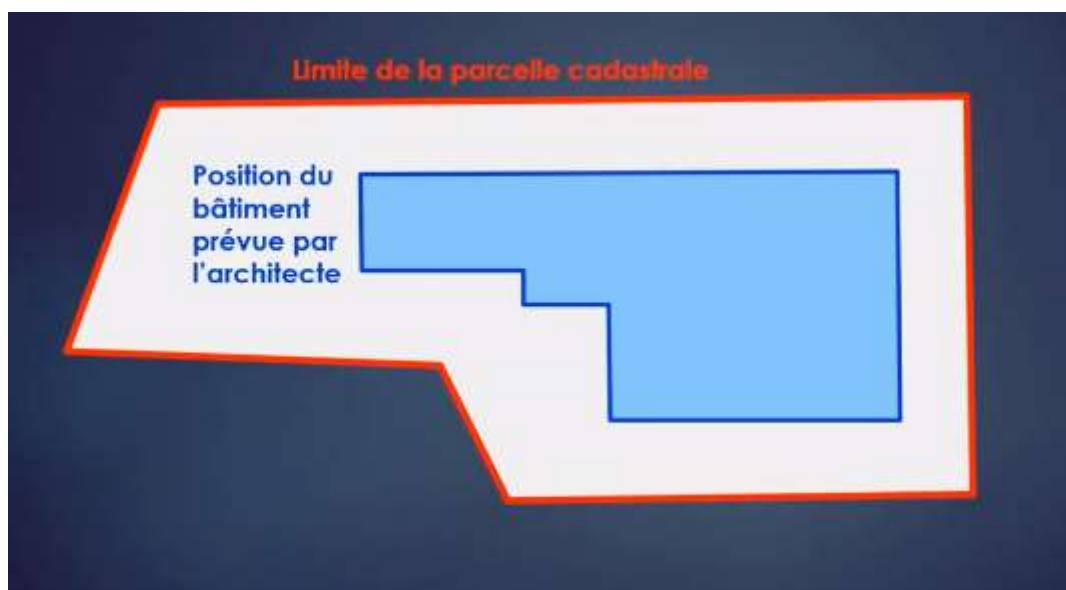 Limite de la parcelle cadastrale
Position du
bâtiment
prévue par
l'architecte